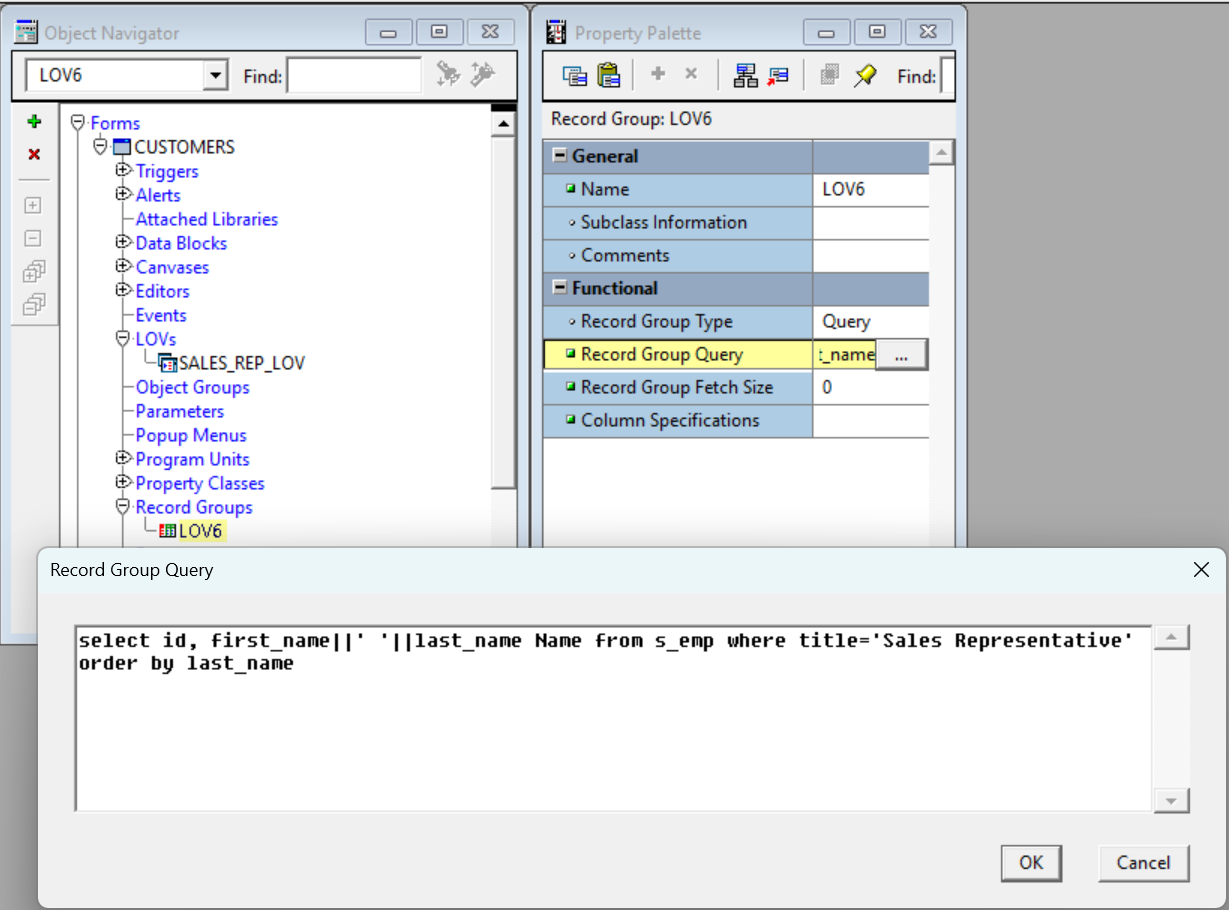 Object Navigator
LOV6
Find:
Forms
CUSTOMERS
Triggers
Alerts
Attached Libraries
Data Blocks
Canvases
Editors
Events
LOVs
SALES_REP_LOV
Object Groups
Parameters
Popup Menus
Program Units
Property Classes
Record Groups
LOV6
Property Palette
Find:
Record Group: LOV6
General
Name LOV6
Subclass Information
Comments
Functional
Record Group Type Query
Record Group Query t_name ...
Record Group Fetch Size 0
Column Specifications
Record Group Query
select id, first_name||' '||last_name Name from s_emp where title='Sales Representative'
order by last_name
OK Cancel